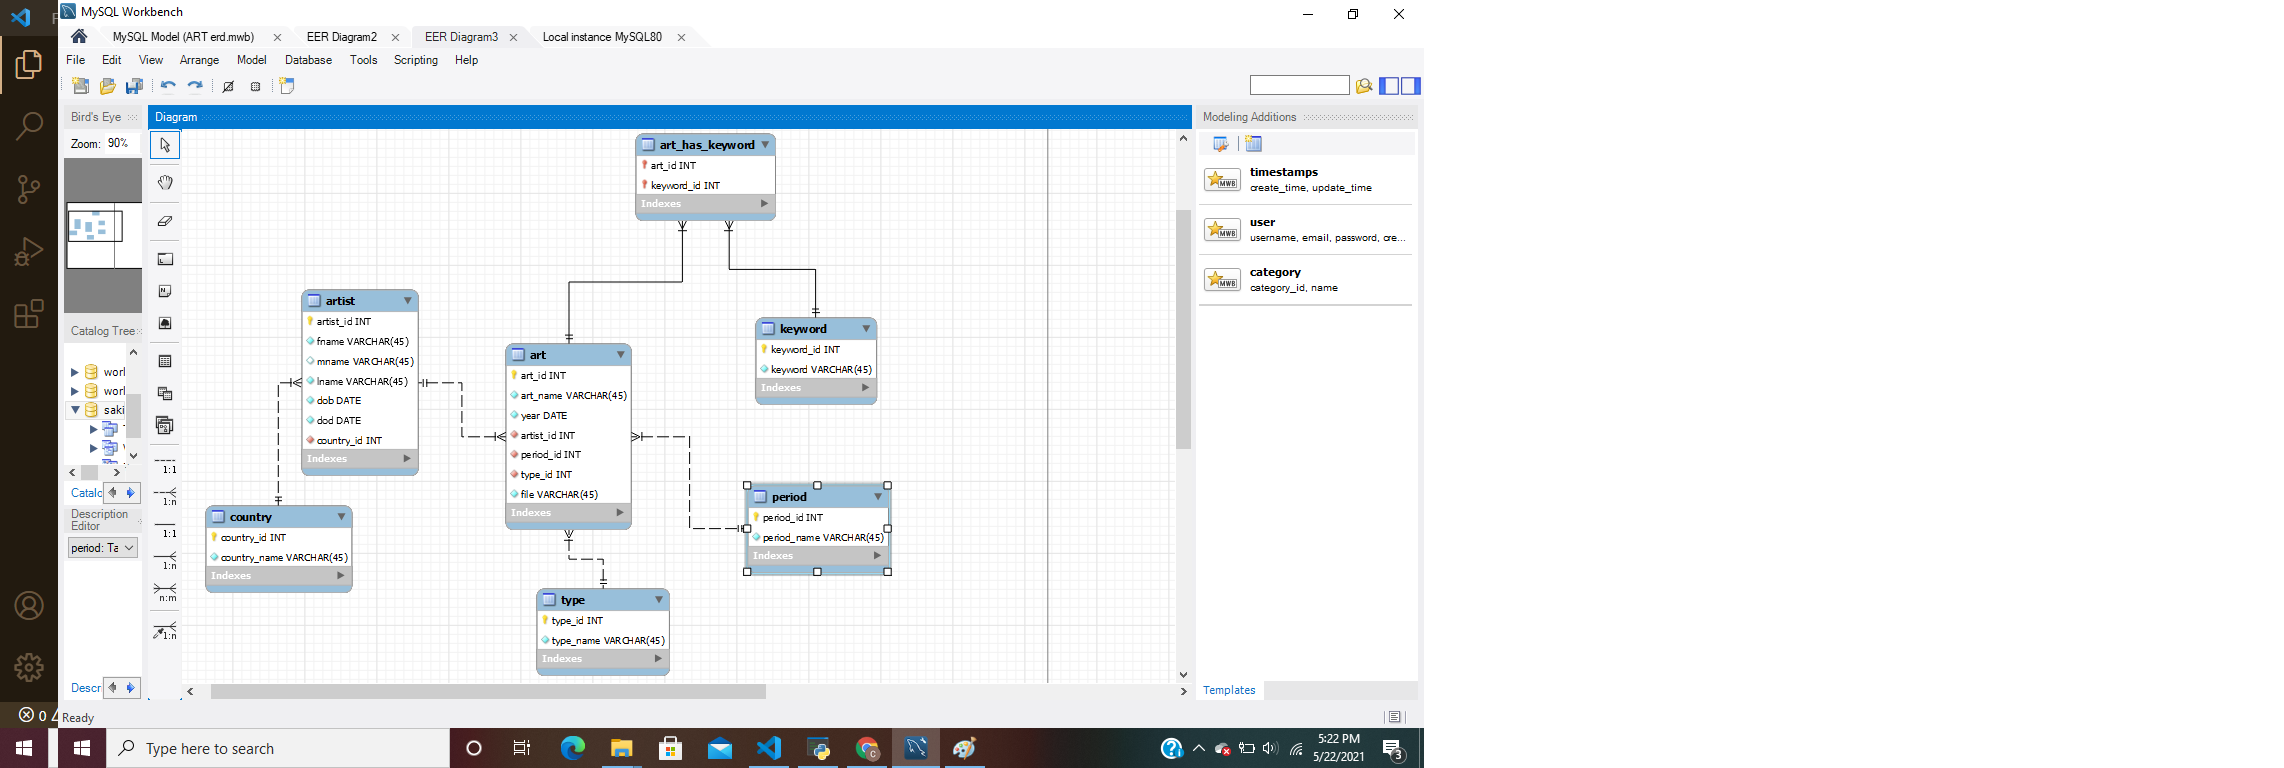 MySQL Workbench
MySQL Model (ART erd.mwb)
EER Diagram2
EER Diagram3
Local instance MySQL80
File Edit View Arrange Model Database Tools Scripting Help
Bird's Eye
Zoom: 90%
Catalog Tree
worl
worl
saki
Catalo
Description
Editor
period: Ta
Descri
Diagram
1:1
1:n
1:1
1:n
n:m
1:n
art_has_keyword
art_id INT
keyword_id INT
Indexes
artist
artist_id INT
fname VARCHAR(45)
mname VARCHAR(45)
lname VARCHAR(45)
dob DATE
dod DATE
country_id INT
Indexes
art
art_id INT
art_name VARCHAR(45)
year DATE
artist_id INT
period_id INT
type_id INT
file VARCHAR(45)
Indexes
keyword
keyword_id INT
keyword VARCHAR(45)
Indexes
country
country_id INT
country_name VARCHAR(45)
Indexes
period
period_id INT
period_name VARCHAR(45)
Indexes
type
type_id INT
type_name VARCHAR(45)
Indexes
Modeling Additions
MWB
timestamps
create_time, update_time
MWB
user
username, email, password, cre...
MWB
category
category_id, name
Templates
0
Ready
Type here to search
5:22 PM
5/22/2021
3